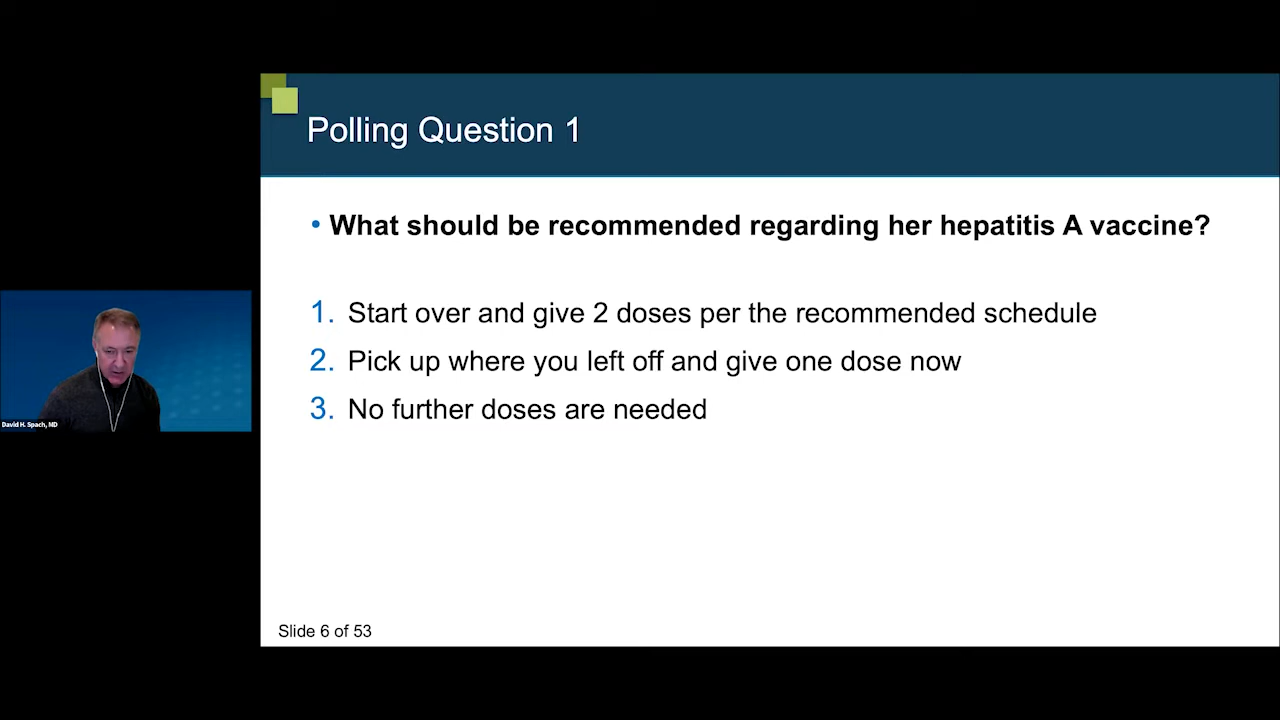 Polling Question 1
• What should be recommended regarding her hepatitis A vaccine?
1. Start over and give 2 doses per the recommended schedule
2. Pick up where you left off and give one dose now
3. No further doses are needed
David H. Spach, MD
Slide 6 of 53